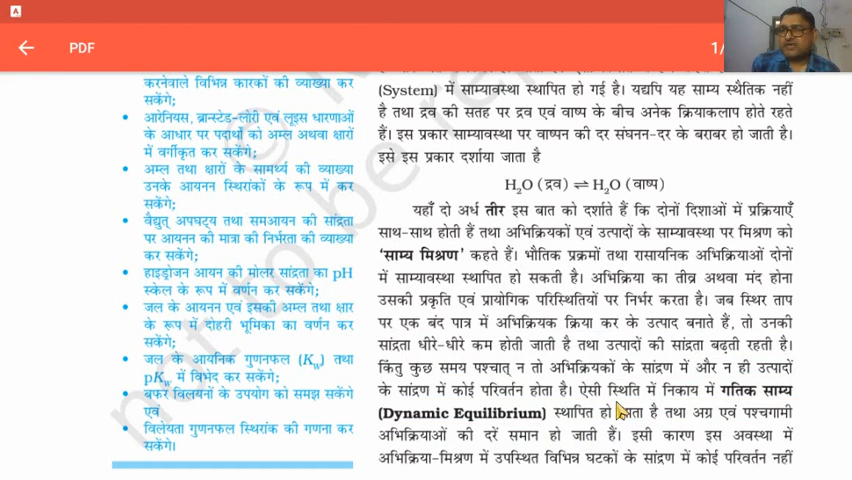 A
PDF
1/
करनेवाले विभिन्न कारकों की व्याख्या कर
सकेंगे;
• आरेनियस, ब्रान्स्टेड-लोरी एवं लूइस धारणाओं
के आधार पर पदार्थों को अम्ल अथवा क्षारों
में वर्गीकृत कर सकेंगे;
• अम्ल तथा क्षारों के सामर्थ्य की व्याख्या
उनके आयनन स्थिरांकों के रूप में कर
सकेंगे;
• वैद्युत् अपघट्य तथा समआयन की सांद्रता
पर आयनन की मात्रा की निर्भरता की व्याख्या
कर सकेंगे;
• हाइड्रोजन आयन की मोलर सांद्रता का pH
स्केल के रूप में वर्णन कर सकेंगे;
• जल के आयनन एवं इसकी अम्ल तथा क्षार
के रूप में दोहरी भूमिका का वर्णन कर
सकेंगे;
• जल के आयनिक गुणनफल (Kw) तथा
pKw में विभेद कर सकेंगे;
• बफर विलयनों के उपयोग को समझ सकेंगे
एवं
• विलेयता गुणनफल स्थिरांक की गणना कर
सकेंगे।
(System) में साम्यावस्था स्थापित हो गई है। यद्यपि यह साम्य स्थैतिक नहीं
है तथा द्रव की सतह पर द्रव एवं वाष्प के बीच अनेक क्रियाकलाप होते रहते
हैं। इस प्रकार साम्यावस्था पर वाष्पन की दर संघनन-दर के बराबर हो जाती है।
इसे इस प्रकार दर्शाया जाता है
H₂O (द्रव) ⇌ H₂O (वाष्प)
यहाँ दो अर्ध तीर इस बात को दर्शाते हैं कि दोनों दिशाओं में प्रक्रियाएँ
साथ-साथ होती हैं तथा अभिक्रियकों एवं उत्पादों के साम्यावस्था पर मिश्रण को
‘साम्य मिश्रण’ कहते हैं। भौतिक प्रक्रमों तथा रासायनिक अभिक्रियाओं दोनों
में साम्यावस्था स्थापित हो सकती है। अभिक्रिया का तीव्र अथवा मंद होना
उसकी प्रकृति एवं प्रायोगिक परिस्थितियों पर निर्भर करता है। जब स्थिर ताप
पर एक बंद पात्र में अभिक्रियक क्रिया कर के उत्पाद बनाते हैं, तो उनकी
सांद्रता धीरे-धीरे कम होती जाती है तथा उत्पादों की सांद्रता बढ़ती रहती है।
किंतु कुछ समय पश्चात् न तो अभिक्रियकों के सांद्रण में और न ही उत्पादों
के सांद्रण में कोई परिवर्तन होता है। ऐसी स्थिति में निकाय में गतिक साम्य
(Dynamic Equilibrium) स्थापित हो जाता है तथा अग्र एवं पश्चगामी
अभिक्रियाओं की दरें समान हो जाती हैं। इसी कारण इस अवस्था में
अभिक्रिया-मिश्रण में उपस्थित विभिन्न घटकों के सांद्रण में कोई परिवर्तन नहीं
not to be re